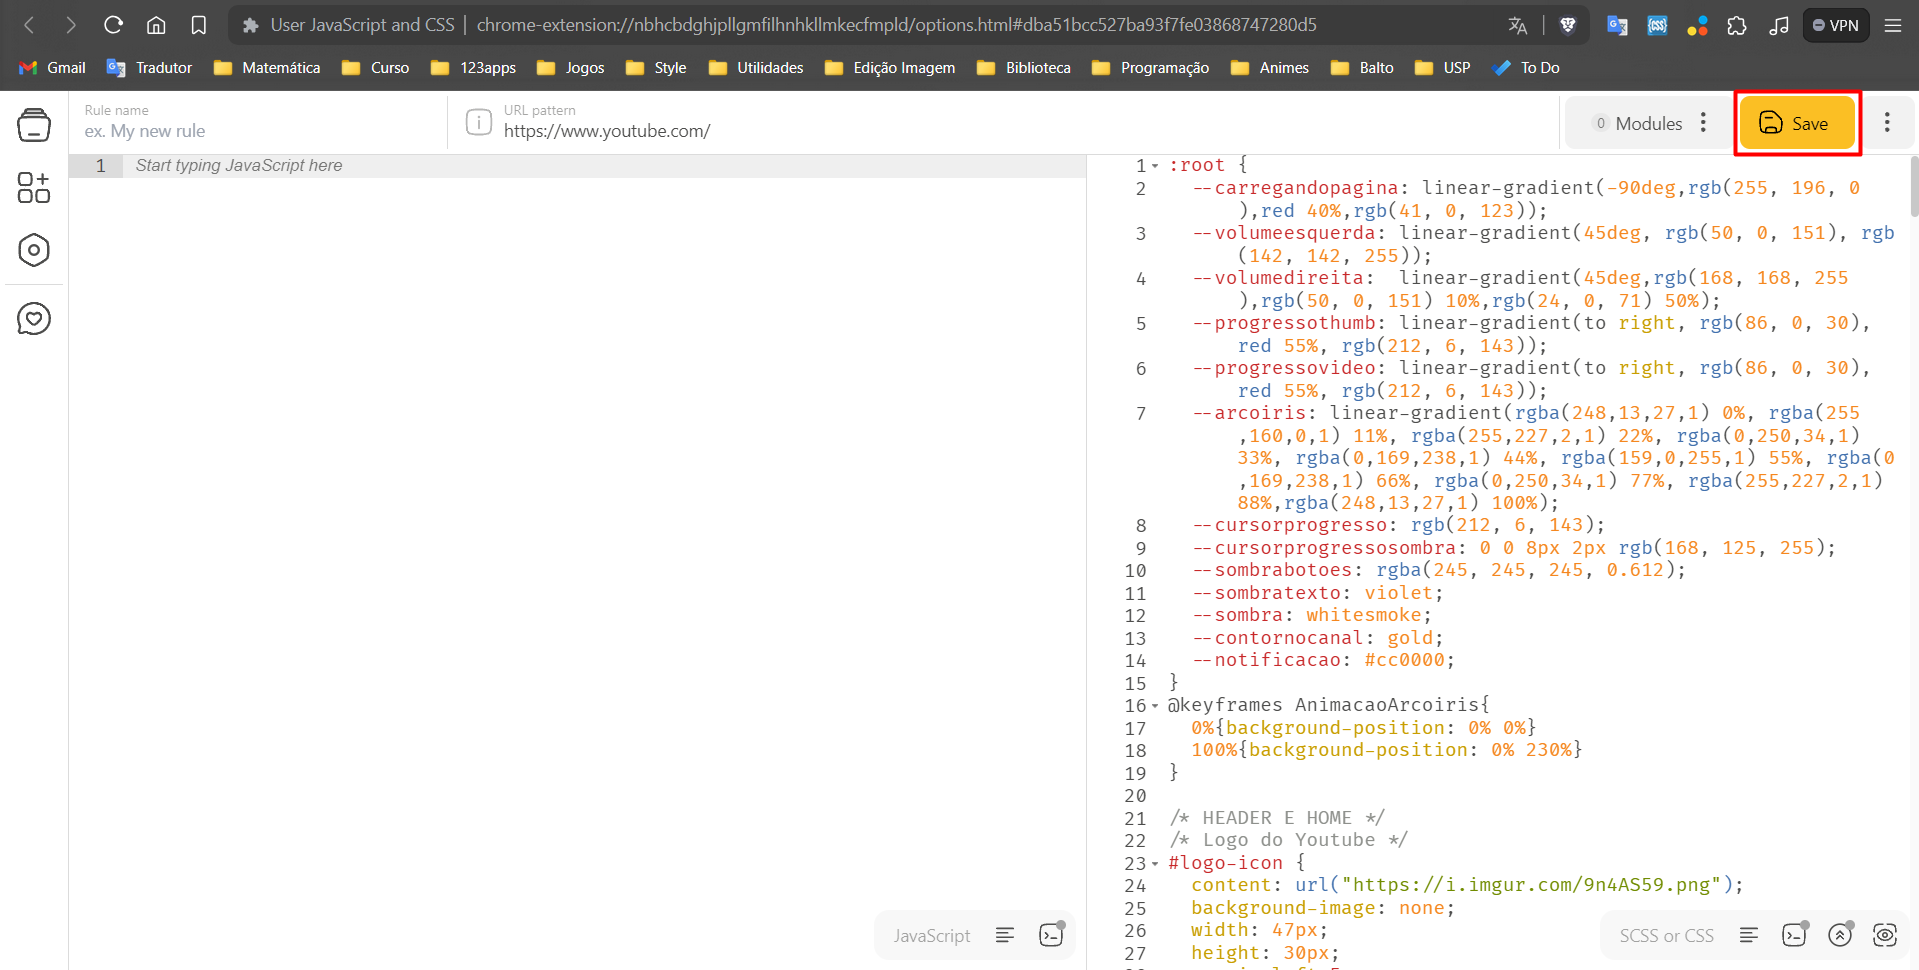 User JavaScript and CSS | chrome-extension://nbhcbdghjpllgmfilhnhkllmkecfmpld/options.html#dba51bcc527ba93f7fe03868747280d5
VPN
Gmail Tradutor Matemática Curso 123apps Jogos Style Utilidades Edição Imagem Biblioteca Programação Animes Balto USP To Do
Rule name
ex. My new rule
URL pattern
https://www.youtube.com/
0 Modules
Save
1 Start typing JavaScript here
1 :root {
2 --carregandopagina: linear-gradient(-90deg,rgb(255, 196, 0
),red 40%,rgb(41, 0, 123));
3 --volumeesquerda: linear-gradient(45deg, rgb(50, 0, 151), rgb
(142, 142, 255));
4 --volumedireita:  linear-gradient(45deg,rgb(168, 168, 255
),rgb(50, 0, 151) 10%,rgb(24, 0, 71) 50%);
5 --progressothumb: linear-gradient(to right, rgb(86, 0, 30),
red 55%, rgb(212, 6, 143));
6 --progressovideo: linear-gradient(to right, rgb(86, 0, 30),
red 55%, rgb(212, 6, 143));
7 --arcoiris: linear-gradient(rgba(248,13,27,1) 0%, rgba(255
,160,0,1) 11%, rgba(255,227,2,1) 22%, rgba(0,250,34,1)
33%, rgba(0,169,238,1) 44%, rgba(159,0,255,1) 55%, rgba(0
,169,238,1) 66%, rgba(0,250,34,1) 77%, rgba(255,227,2,1)
88%,rgba(248,13,27,1) 100%);
8 --cursorprogresso: rgb(212, 6, 143);
9 --cursorprogressosombra: 0 0 8px 2px rgb(168, 125, 255);
10 --sombrabotoes: rgba(245, 245, 245, 0.612);
11 --sombratexto: violet;
12 --sombra: whitesmoke;
13 --contornocanal: gold;
14 --notificacao: #cc0000;
15 }
16 @keyframes AnimacaoArcoiris{
17 0%{background-position: 0% 0%}
18 100%{background-position: 0% 230%}
19 }
20
21 /* HEADER E HOME */
22 /* Logo do Youtube */
23 #logo-icon {
24 content: url("https://i.imgur.com/9n4AS59.png");
25 background-image: none;
26 width: 47px;
27 height: 30px;
JavaScript
SCSS or CSS